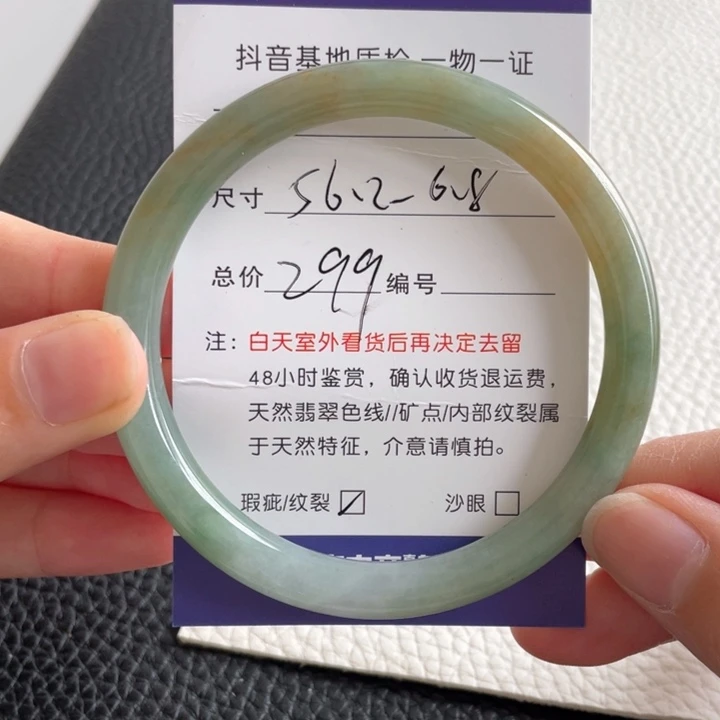 抖音基地质检 一物一证
尺寸 56.2-6.8
总价 299 编号
注：白天室外看货后再决定去留
48小时鉴赏，确认收货退运费，
天然翡翠色线//矿点/内部纹裂属
于天然特征，介意请慎拍。
瑕疵/纹裂 沙眼